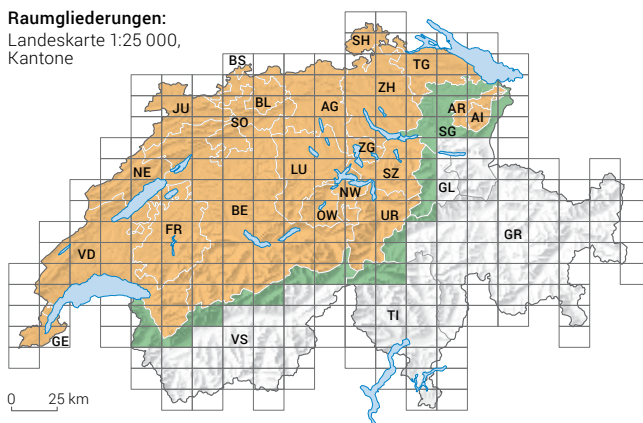 Raumgliederungen:
Landeskarte 1:25 000,
Kantone
SH
BS
TG
ZH
BL
JU
AG
AR
AI
SO
SG
ZG
NE
LU
SZ
GL
NW
BE
OW
UR
FR
GR
VD
TI
VS
GE
0 25 km